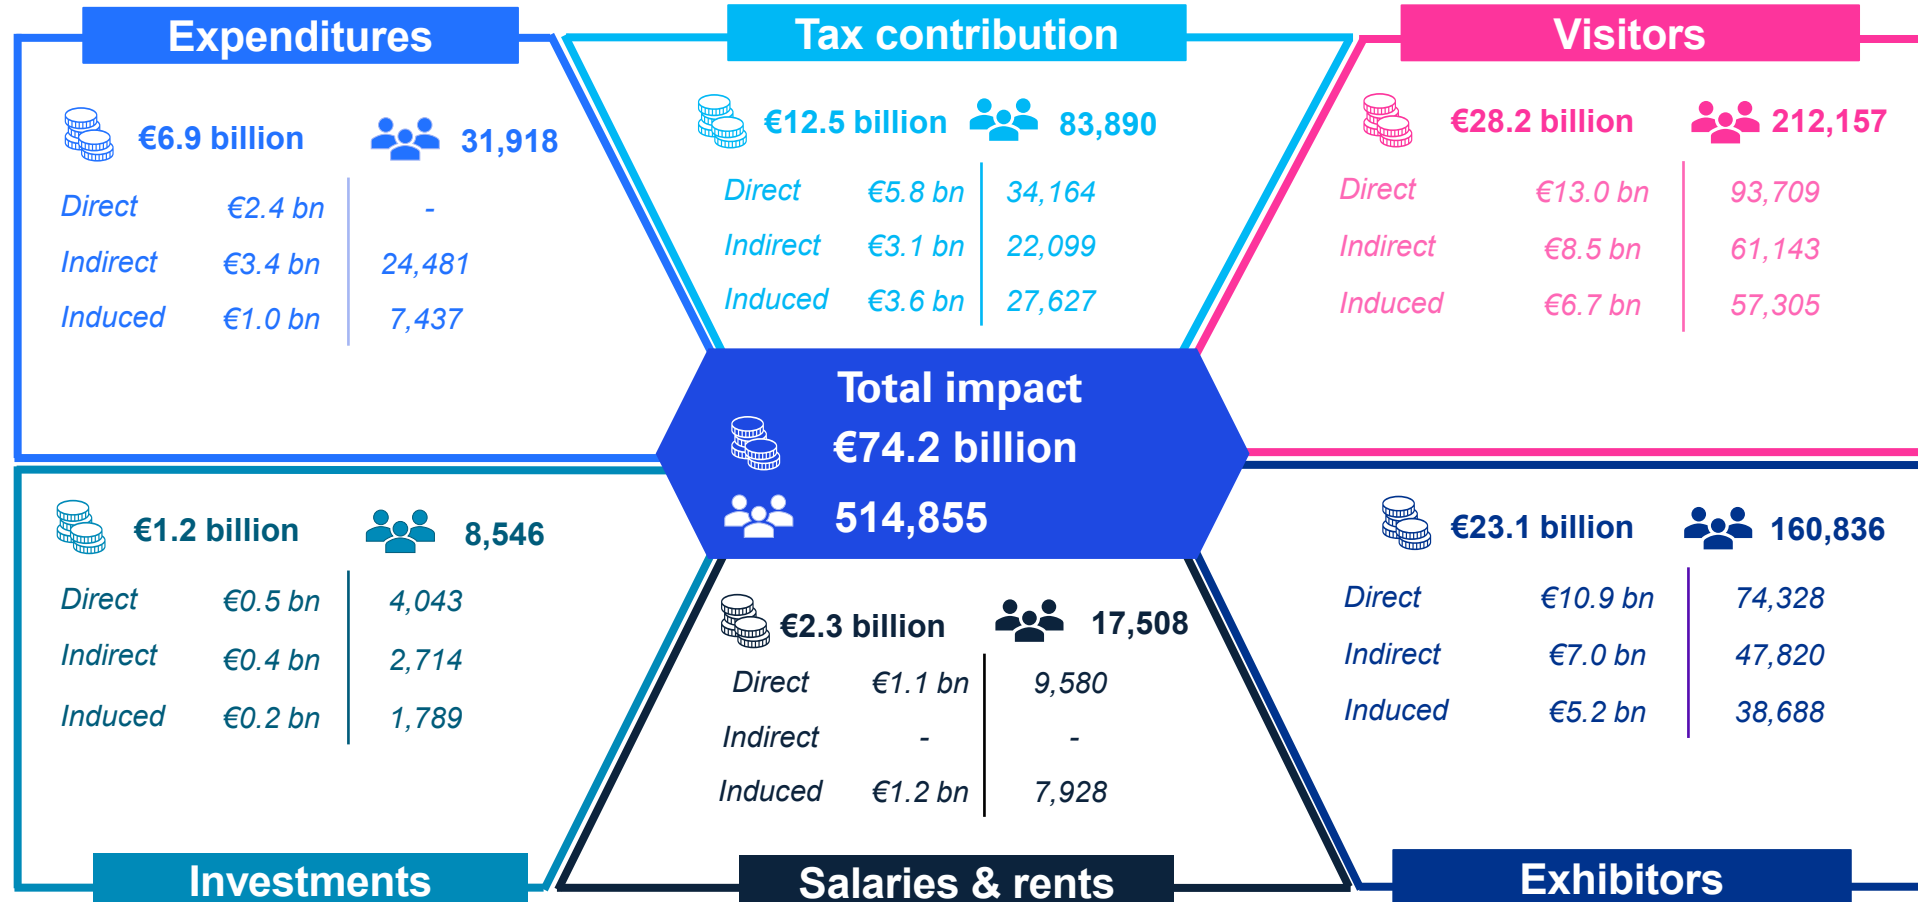 Expenditures
€6.9 billion 31,918
Direct €2.4 bn -
Indirect €3.4 bn 24,481
Induced €1.0 bn 7,437
Tax contribution
€12.5 billion 83,890
Direct €5.8 bn 34,164
Indirect €3.1 bn 22,099
Induced €3.6 bn 27,627
Visitors
€28.2 billion 212,157
Direct €13.0 bn 93,709
Indirect €8.5 bn 61,143
Induced €6.7 bn 57,305
Total impact
€74.2 billion
514,855
€1.2 billion 8,546
Direct €0.5 bn 4,043
Indirect €0.4 bn 2,714
Induced €0.2 bn 1,789
Investments
€2.3 billion 17,508
Direct €1.1 bn 9,580
Indirect - -
Induced €1.2 bn 7,928
Salaries & rents
€23.1 billion 160,836
Direct €10.9 bn 74,328
Indirect €7.0 bn 47,820
Induced €5.2 bn 38,688
Exhibitors